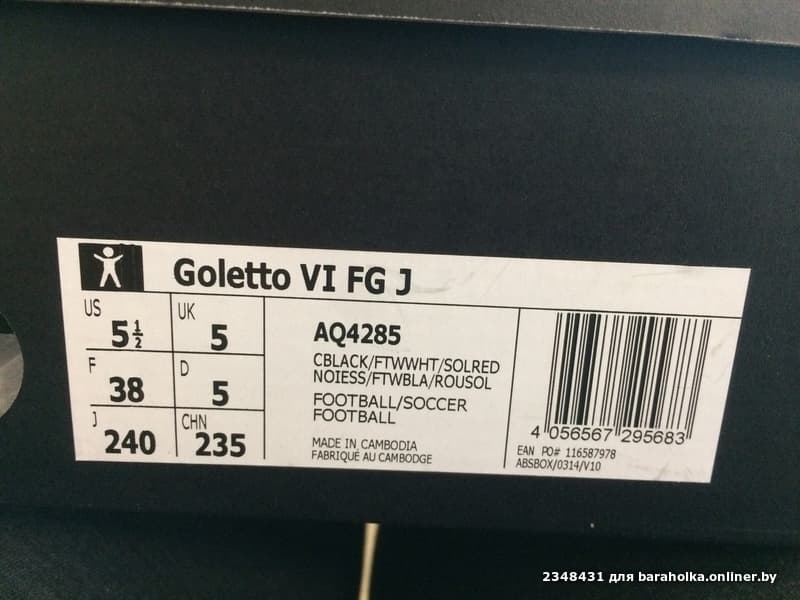 Goletto VI FG J
US 5½ UK 5
F 38 D 5
J 240 CHN 235
AQ4285
CBLACK/FTWWHT/SOLRED
NOIESS/FTWBLA/ROUSOL
FOOTBALL/SOCCER
FOOTBALL
MADE IN CAMBODIA
FABRIQUÉ AU CAMBODGE
4 056567 295683
EAN PO# 116587978
ABSBOX/0314/V10
2348431 для baraholka.onliner.by